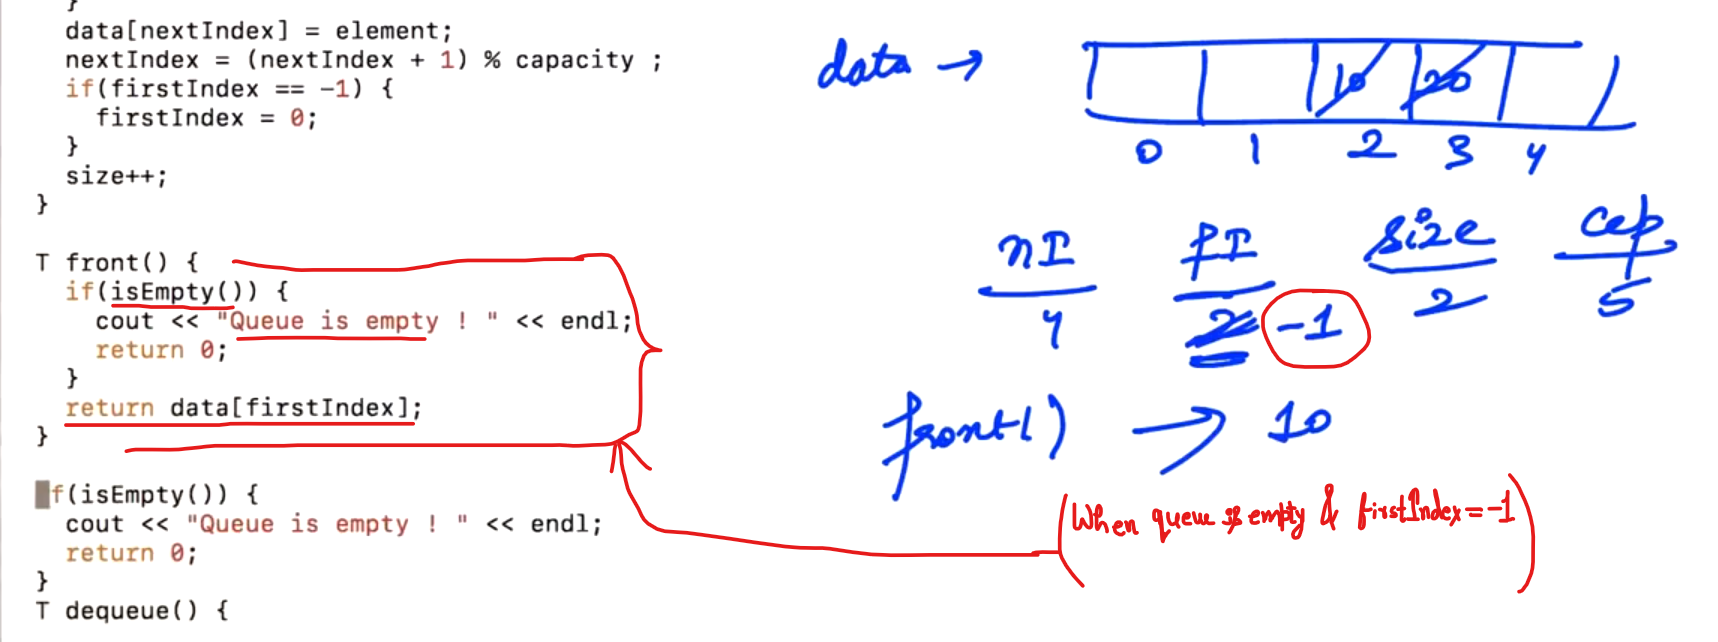 }
data[nextIndex] = element;
nextIndex = (nextIndex + 1) % capacity ;
if(firstIndex == -1) {
firstIndex = 0;
}
size++;
}
T front() {
if(isEmpty()) {
cout << "Queue is empty ! " << endl;
return 0;
}
return data[firstIndex];
}
f(isEmpty()) {
cout << "Queue is empty ! " << endl;
return 0;
}
T dequeue() {
data →
10 20
0 1 2 3 4
nI fI size cap
4 2 -1 2 5
front() → 10
(When queue is empty & firstIndex=-1)